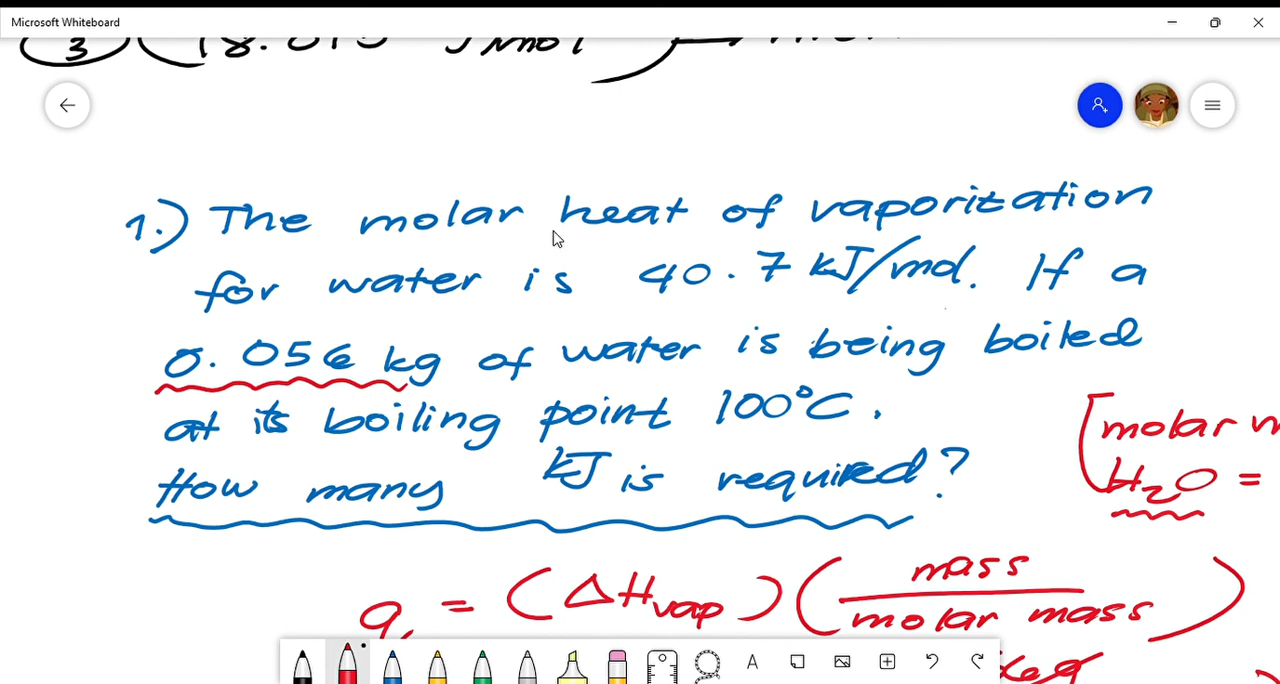 Microsoft Whiteboard
1.) The molar heat of vaporization
for water is 40.7 kJ/mol. If a
0.056 kg of water is being boiled
at its boiling point 100°C.
How many kJ is required?
[molar m
H₂O =
q = (ΔHvap) (mass / molar mass)
A